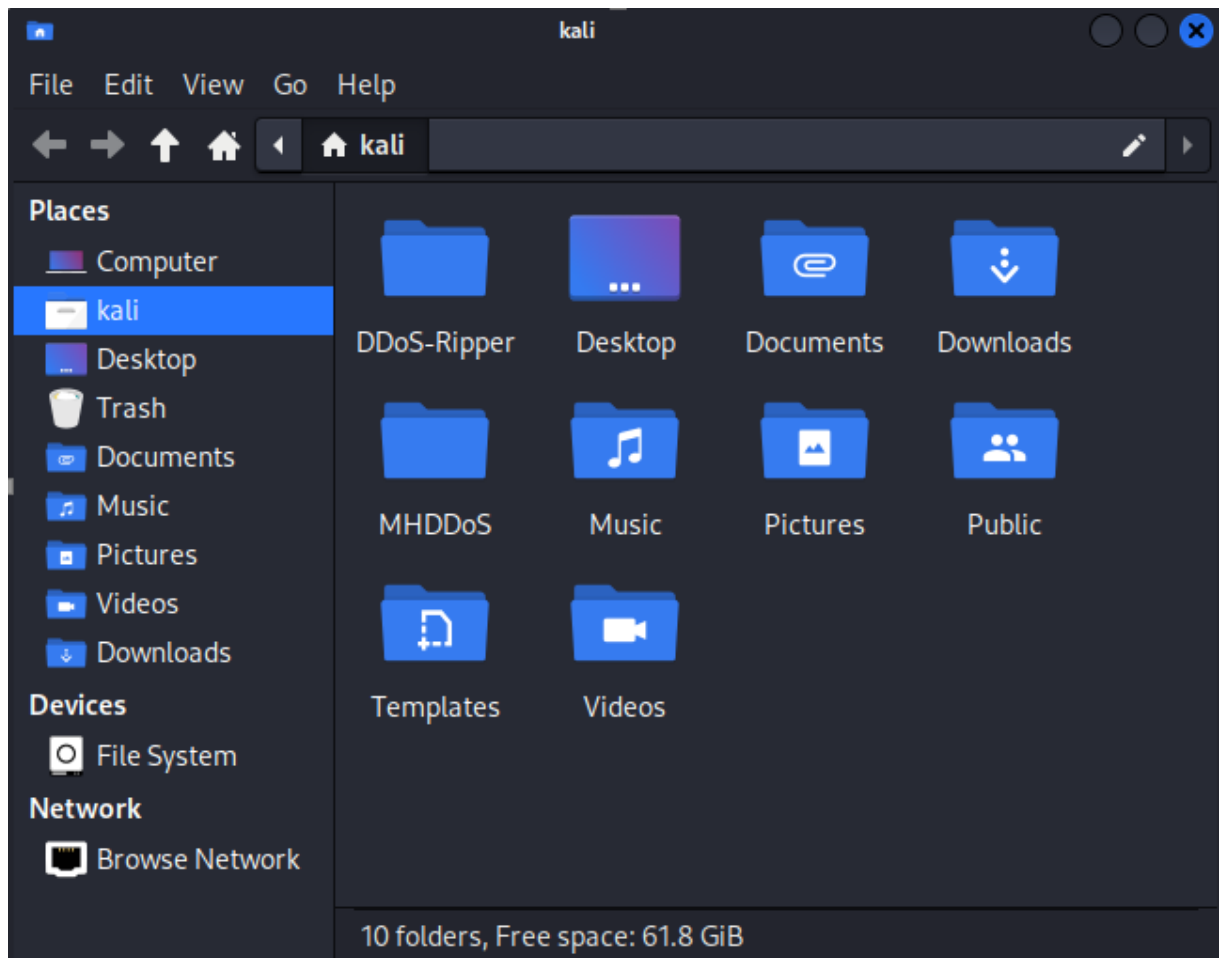 kali
File Edit View Go Help
kali
Places
Computer
kali
Desktop
Trash
Documents
Music
Pictures
Videos
Downloads
Devices
File System
Network
Browse Network
DDoS-Ripper Desktop Documents Downloads
MHDDoS Music Pictures Public
Templates Videos
10 folders, Free space: 61.8 GiB